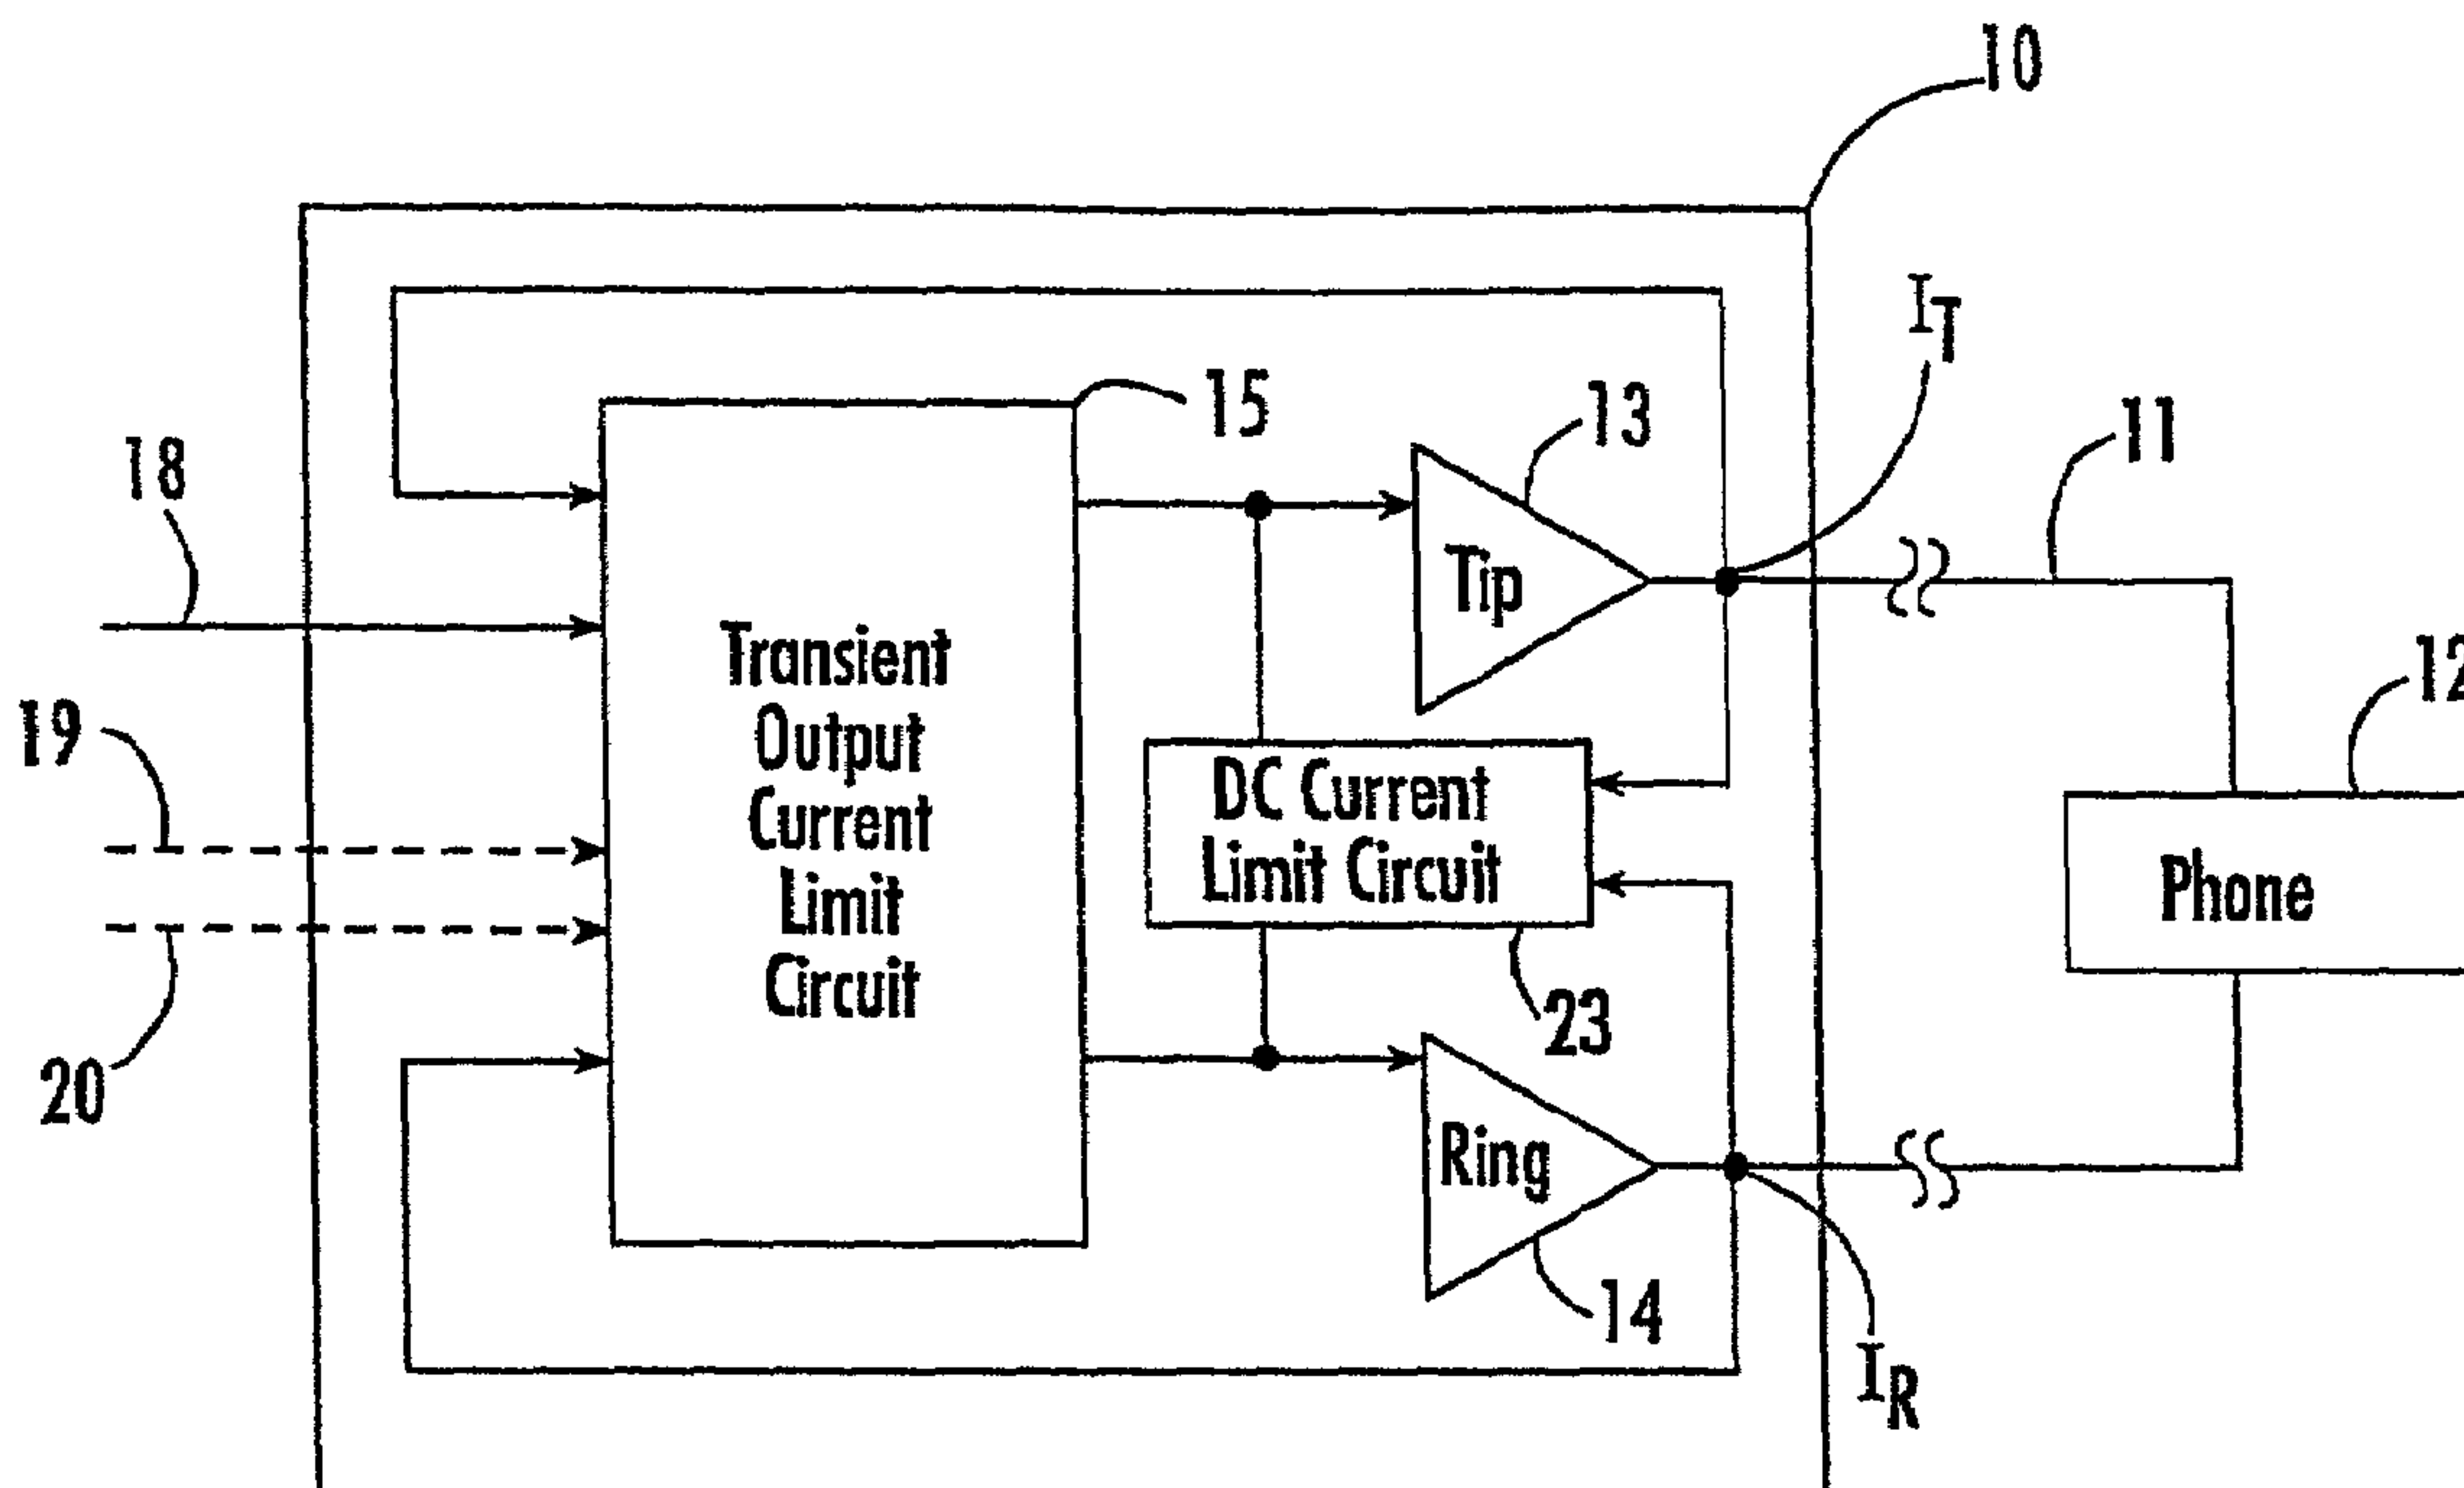 10
I_T
15
13
11
18
Tip
12
Transient
Output
Current
Limit
Circuit
19
DC Current
Limit Circuit
Phone
23
20
Ring
14
I_R